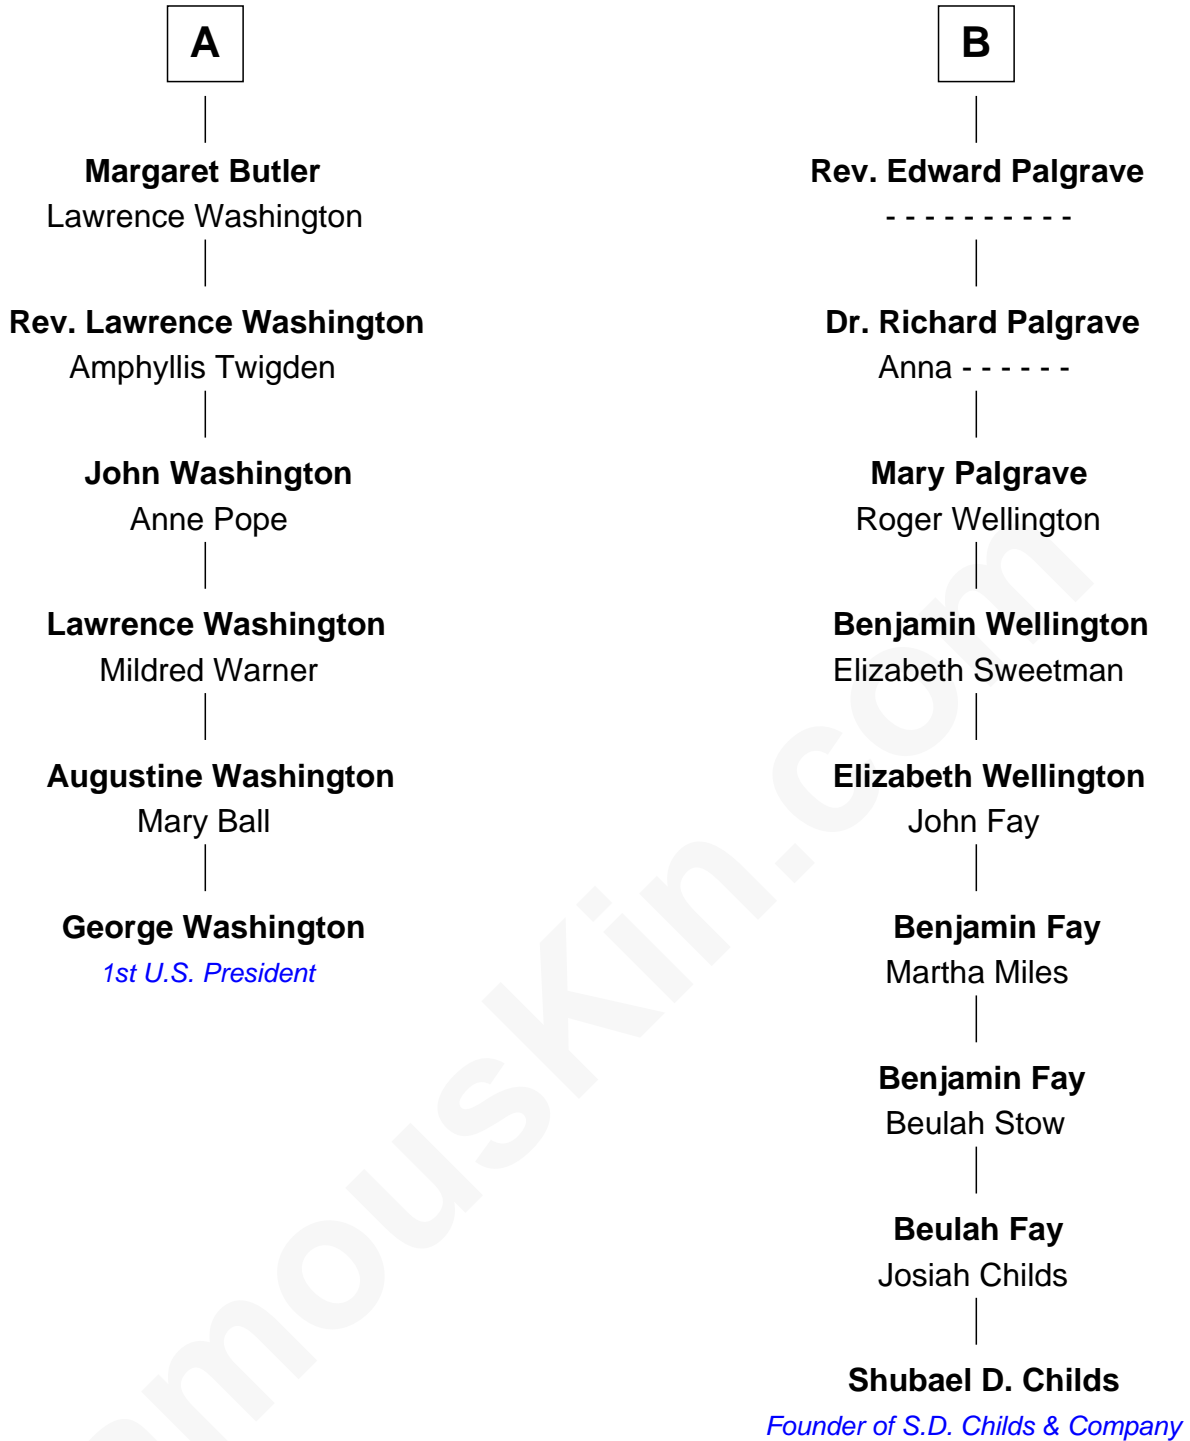 A
Margaret Butler
Lawrence Washington
Rev. Lawrence Washington
Amphyllis Twigden
John Washington
Anne Pope
Lawrence Washington
Mildred Warner
Augustine Washington
Mary Ball
George Washington
1st U.S. President
B
Rev. Edward Palgrave
- - - - - - - - - -
Dr. Richard Palgrave
Anna - - - - - -
Mary Palgrave
Roger Wellington
Benjamin Wellington
Elizabeth Sweetman
Elizabeth Wellington
John Fay
Benjamin Fay
Martha Miles
Benjamin Fay
Beulah Stow
Beulah Fay
Josiah Childs
Shubael D. Childs
Founder of S.D. Childs & Company
amouskin.com